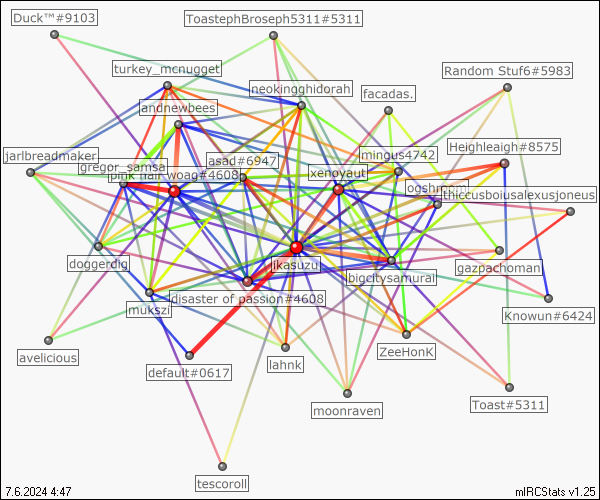 Duck™#9103
ToastephBroseph5311#5311
turkey_mcnugget
neokingghidorah
facadas.
Random Stuf6#5983
andnewbees
jarlbreadmaker
gregor_samsa
pink hair woag#4608
asad#6947
xenoyaut
mingus4742
Heighleaigh#8575
thiccusboiusalexusjoneus
doggerdig
jkasuzu
bigcitysamurai
gazpachoman
mukszi
disaster of passion#4608
Knowun#6424
avelicious
default#0617
lahnk
ZeeHonK
moonraven
Toast#5311
tescoroll
7.6.2024 4:47
mIRCStats v1.25